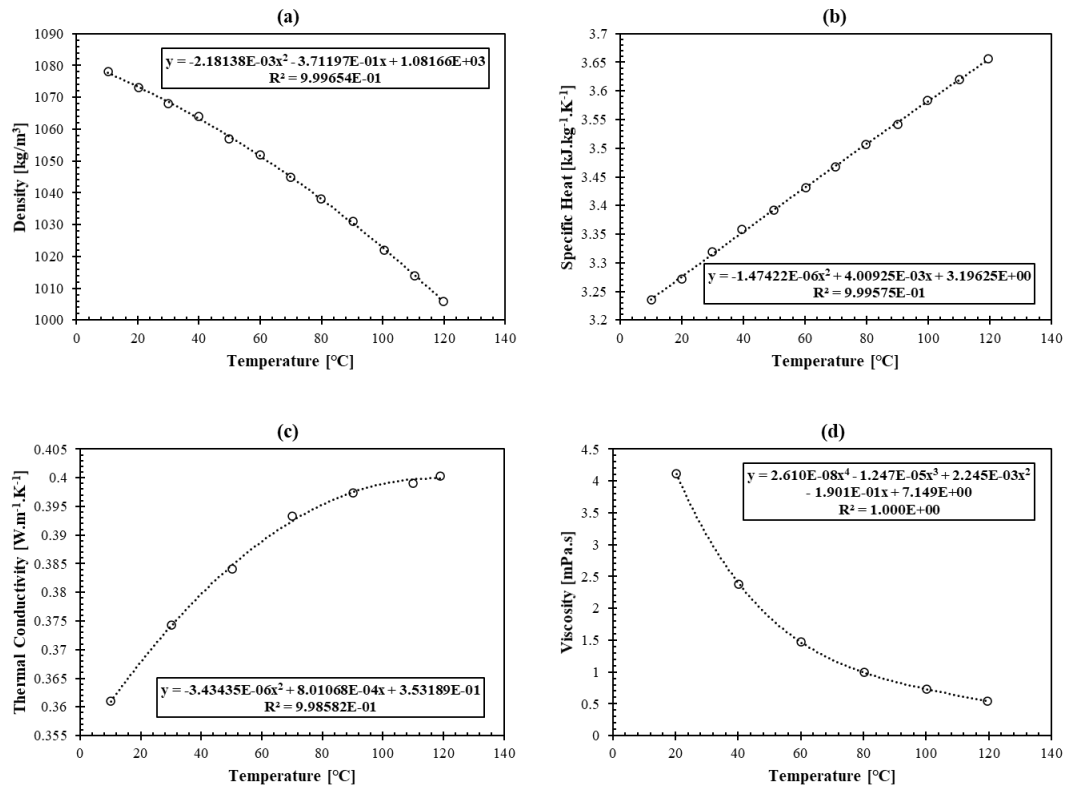 (a)
1090
1080
1070
1060
1050
1040
1030
1020
1010
1000
Density [kg/m³]
y = -2.18138E-03x² - 3.71197E-01x + 1.08166E+03
R² = 9.99654E-01
0 20 40 60 80 100 120 140
Temperature [°C]
(b)
3.7
3.65
3.6
3.55
3.5
3.45
3.4
3.35
3.3
3.25
3.2
Specific Heat [kJ.kg⁻¹.K⁻¹]
y = -1.47422E-06x² + 4.00925E-03x + 3.19625E+00
R² = 9.99575E-01
0 20 40 60 80 100 120 140
Temperature [°C]
(c)
0.405
0.4
0.395
0.39
0.385
0.38
0.375
0.37
0.365
0.36
0.355
Thermal Conductivity [W.m⁻¹.K⁻¹]
y = -3.43435E-06x² + 8.01068E-04x + 3.53189E-01
R² = 9.98582E-01
0 20 40 60 80 100 120 140
Temperature [°C]
(d)
4.5
4
3.5
3
2.5
2
1.5
1
0.5
0
Viscosity [mPa.s]
y = 2.610E-08x⁴ - 1.247E-05x³ + 2.245E-03x²
- 1.901E-01x + 7.149E+00
R² = 1.000E+00
0 20 40 60 80 100 120 140
Temperature [°C]